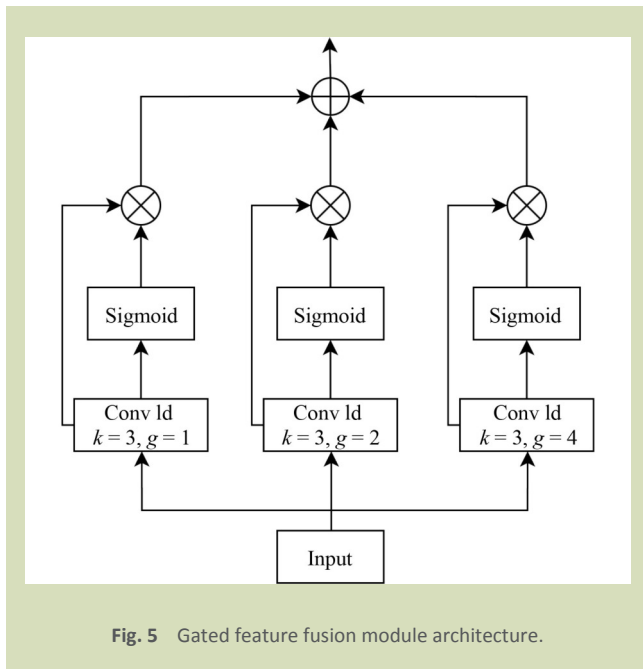 Sigmoid Sigmoid Sigmoid
Conv ld Conv ld Conv ld
k = 3, g = 1 k = 3, g = 2 k = 3, g = 4
Input
Fig. 5 Gated feature fusion module architecture.